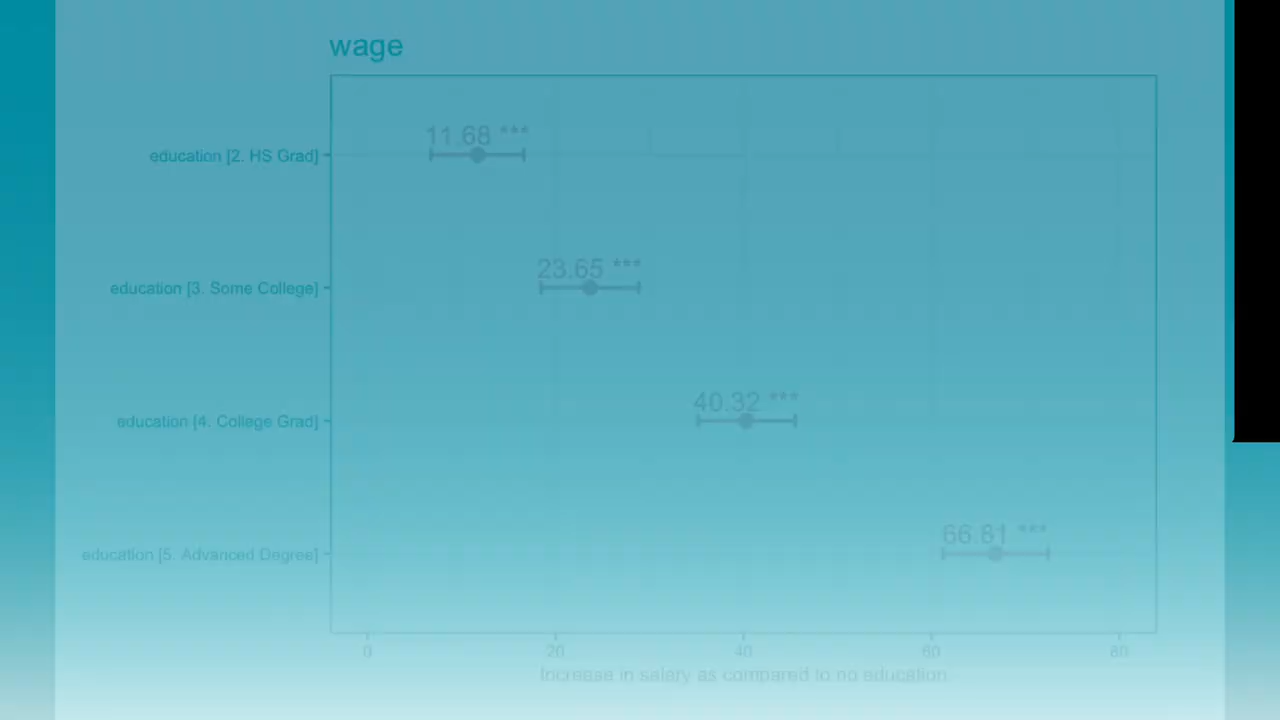 wage
11.68 ***
education [2. HS Grad]
23.65 ***
education [3. Some College]
40.32 ***
education [4. College Grad]
66.81 ***
education [5. Advanced Degree]
0 20 40 60 80
Increase in salary as compared to no education